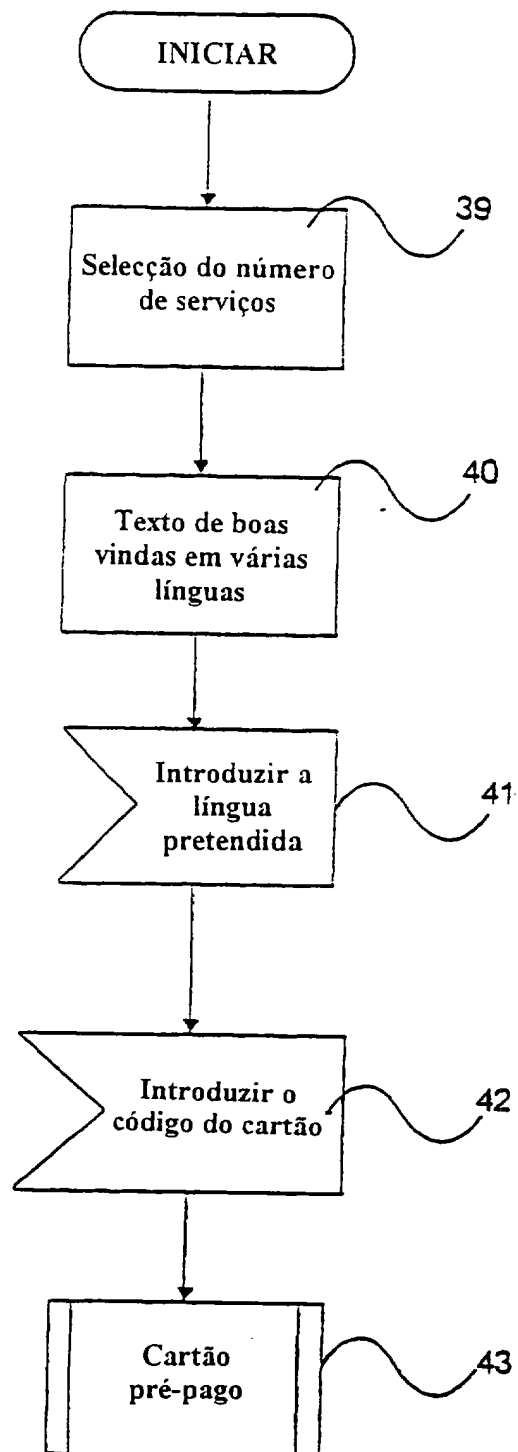 INICIAR
39
Selecção do número
de serviços
40
Texto de boas
vindas em várias
línguas
Introduzir a
língua
pretendida
41
Introduzir o
código do cartão
42
Cartão
pré-pago
43